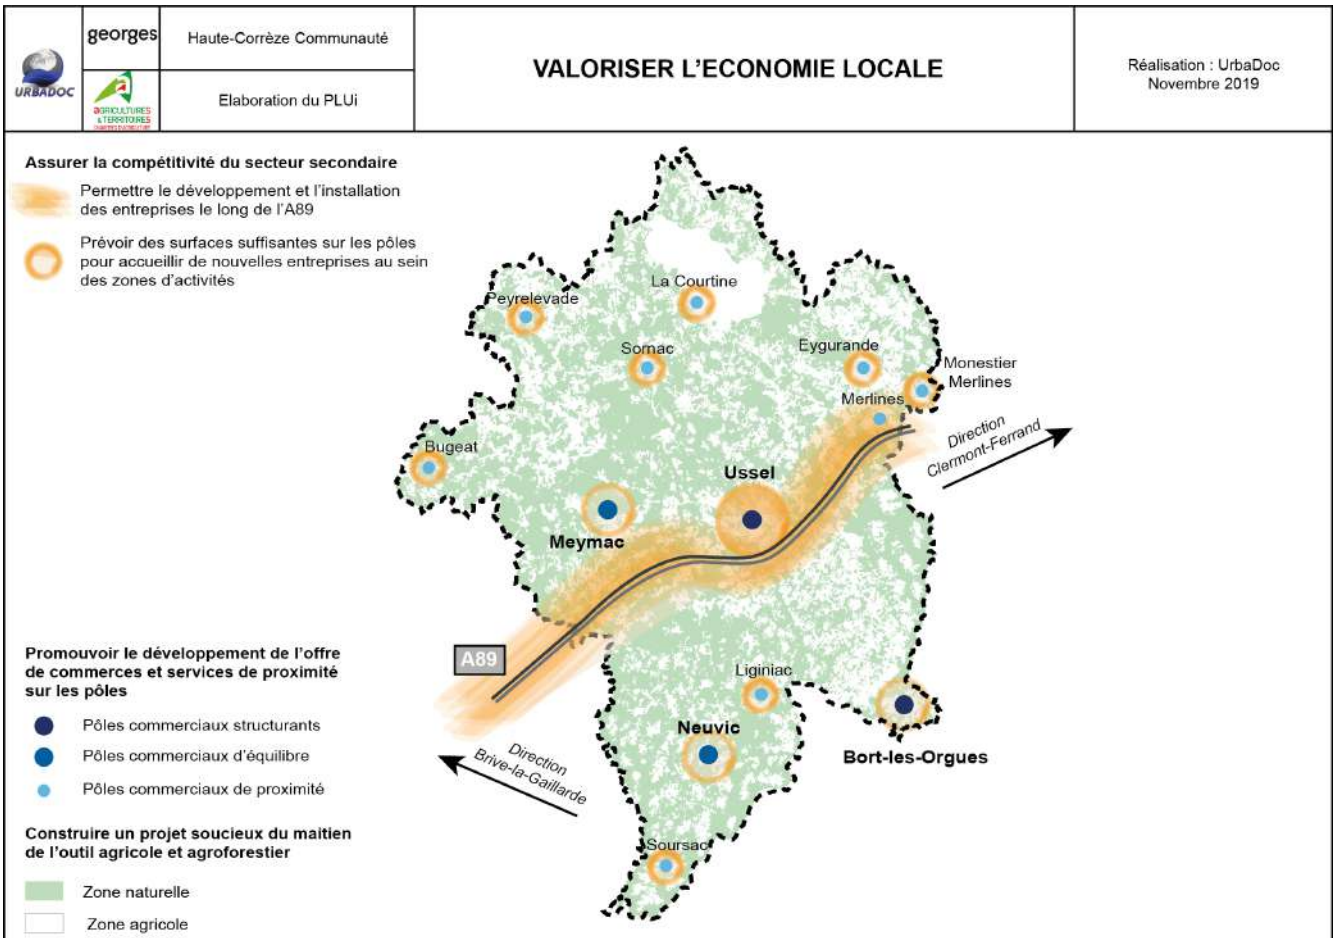 URBADOC
georges
AGRICULTURES
& TERRITOIRES
CHAMBRES D'AGRICULTURE
Haute-Corrèze Communauté
Elaboration du PLUi
VALORISER L'ECONOMIE LOCALE
Réalisation : UrbaDoc
Novembre 2019
Assurer la compétitivité du secteur secondaire
Permettre le développement et l'installation
des entreprises le long de l'A89
Prévoir des surfaces suffisantes sur les pôles
pour accueillir de nouvelles entreprises au sein
des zones d'activités
La Courtine
Peyrelevade
Sornac
Eygurande
Monestier
Merlines
Merlines
Direction
Clermont-Ferrand
Bugeat
Ussel
Meymac
A89
Liginiac
Neuvic
Bort-les-Orgues
Direction
Brive-la-Gaillarde
Soursac
Promouvoir le développement de l'offre
de commerces et services de proximité
sur les pôles
Pôles commerciaux structurants
Pôles commerciaux d'équilibre
Pôles commerciaux de proximité
Construire un projet soucieux du maitien
de l'outil agricole et agroforestier
Zone naturelle
Zone agricole